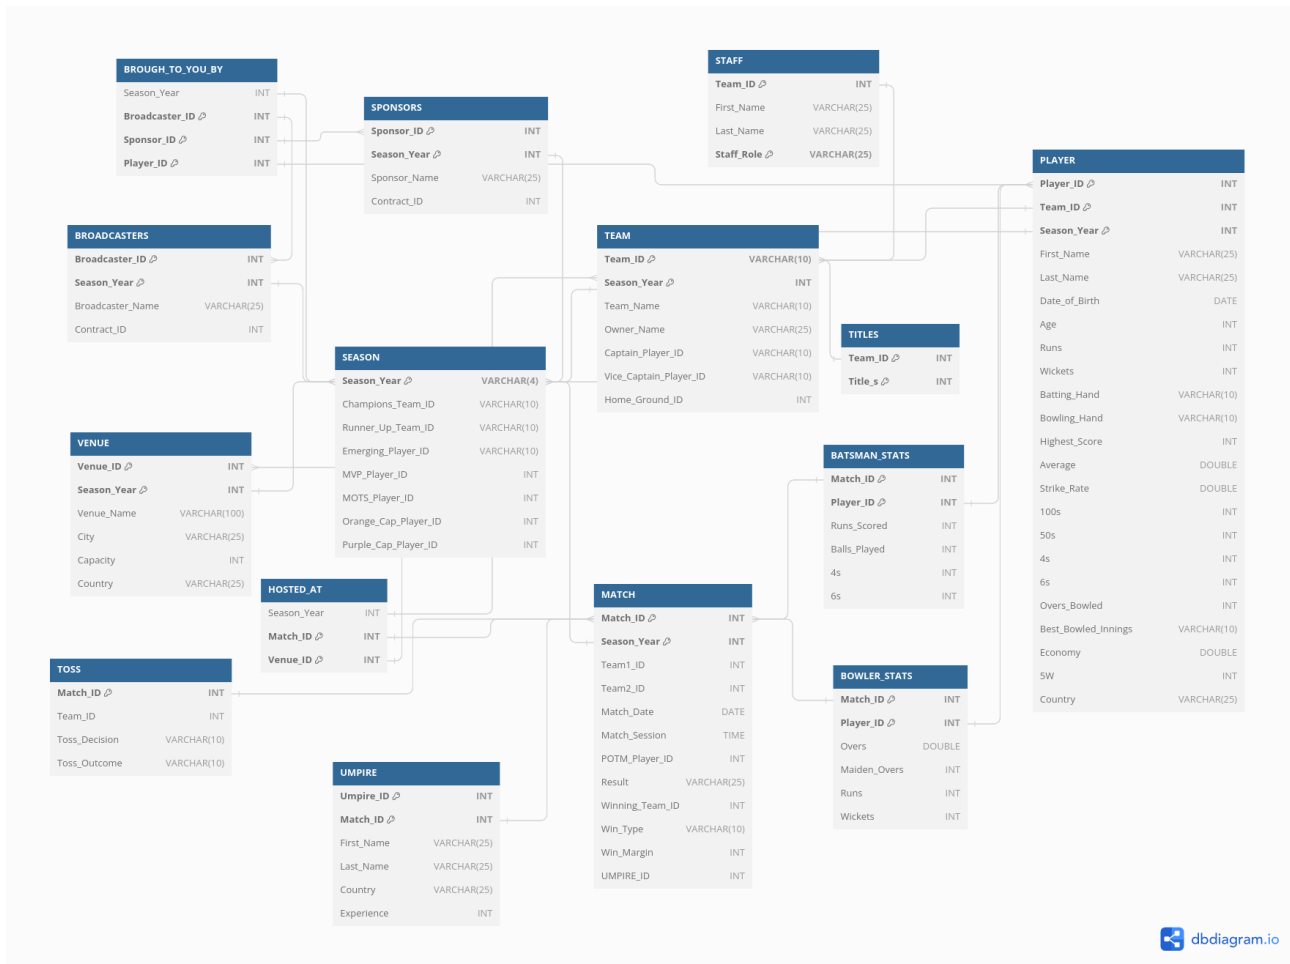 BROUGH_TO_YOU_BY
Season_Year INT
Broadcaster_ID INT
Sponsor_ID INT
Player_ID INT
SPONSORS
Sponsor_ID INT
Season_Year INT
Sponsor_Name VARCHAR(25)
Contract_ID INT
STAFF
Team_ID INT
First_Name VARCHAR(25)
Last_Name VARCHAR(25)
Staff_Role VARCHAR(25)
PLAYER
Player_ID INT
Team_ID INT
Season_Year INT
First_Name VARCHAR(25)
Last_Name VARCHAR(25)
Date_of_Birth DATE
Age INT
Runs INT
Wickets INT
Batting_Hand VARCHAR(10)
Bowling_Hand VARCHAR(10)
Highest_Score INT
Average DOUBLE
Strike_Rate DOUBLE
100s INT
50s INT
4s INT
6s INT
Overs_Bowled INT
Best_Bowled_Innings VARCHAR(10)
Economy DOUBLE
5W INT
Country VARCHAR(25)
BROADCASTERS
Broadcaster_ID INT
Season_Year INT
Broadcaster_Name VARCHAR(25)
Contract_ID INT
TEAM
Team_ID VARCHAR(10)
Season_Year INT
Team_Name VARCHAR(10)
Owner_Name VARCHAR(25)
Captain_Player_ID VARCHAR(10)
Vice_Captain_Player_ID VARCHAR(10)
Home_Ground_ID INT
TITLES
Team_ID INT
Title_s INT
SEASON
Season_Year VARCHAR(4)
Champions_Team_ID VARCHAR(10)
Runner_Up_Team_ID VARCHAR(10)
Emerging_Player_ID VARCHAR(10)
MVP_Player_ID INT
MOTS_Player_ID INT
Orange_Cap_Player_ID INT
Purple_Cap_Player_ID INT
VENUE
Venue_ID INT
Season_Year INT
Venue_Name VARCHAR(100)
City VARCHAR(25)
Capacity INT
Country VARCHAR(25)
BATSMAN_STATS
Match_ID INT
Player_ID INT
Runs_Scored INT
Balls_Played INT
4s INT
6s INT
HOSTED_AT
Season_Year INT
Match_ID INT
Venue_ID INT
MATCH
Match_ID INT
Season_Year INT
Team1_ID INT
Team2_ID INT
Match_Date DATE
Match_Session TIME
POTM_Player_ID INT
Result VARCHAR(25)
Winning_Team_ID INT
Win_Type VARCHAR(10)
Win_Margin INT
UMPIRE_ID INT
TOSS
Match_ID INT
Team_ID INT
Toss_Decision VARCHAR(10)
Toss_Outcome VARCHAR(10)
BOWLER_STATS
Match_ID INT
Player_ID INT
Overs DOUBLE
Maiden_Overs INT
Runs INT
Wickets INT
UMPIRE
Umpire_ID INT
Match_ID INT
First_Name VARCHAR(25)
Last_Name VARCHAR(25)
Country VARCHAR(25)
Experience INT
dbdiagram.io